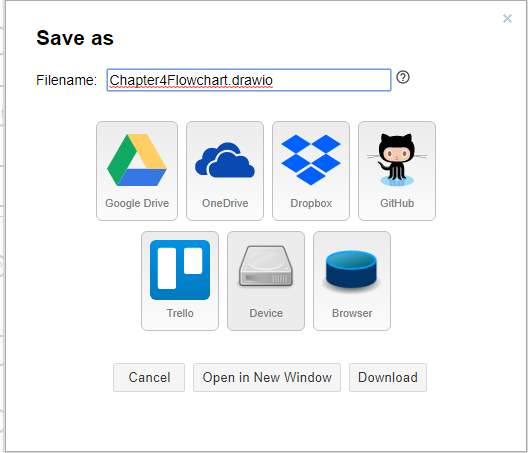 Save as
Filename: Chapter4Flowchart.drawio
Google Drive OneDrive Dropbox GitHub
Trello Device Browser
Cancel Open in New Window Download